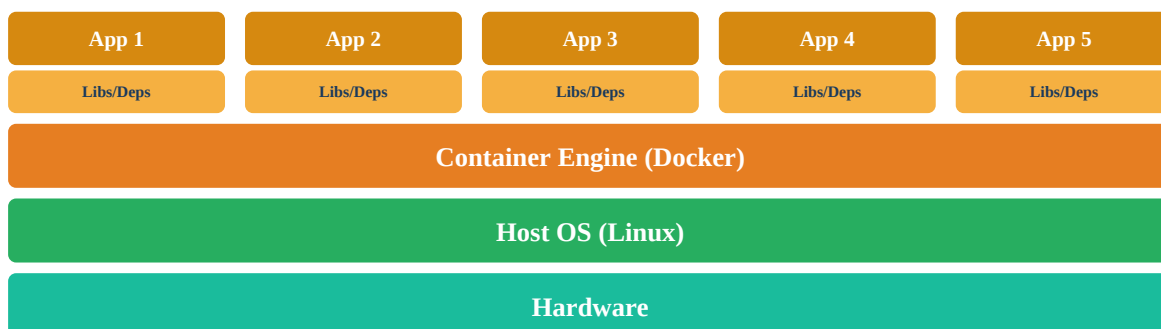 App 1 App 2 App 3 App 4 App 5
Libs/Deps Libs/Deps Libs/Deps Libs/Deps Libs/Deps
Container Engine (Docker)
Host OS (Linux)
Hardware